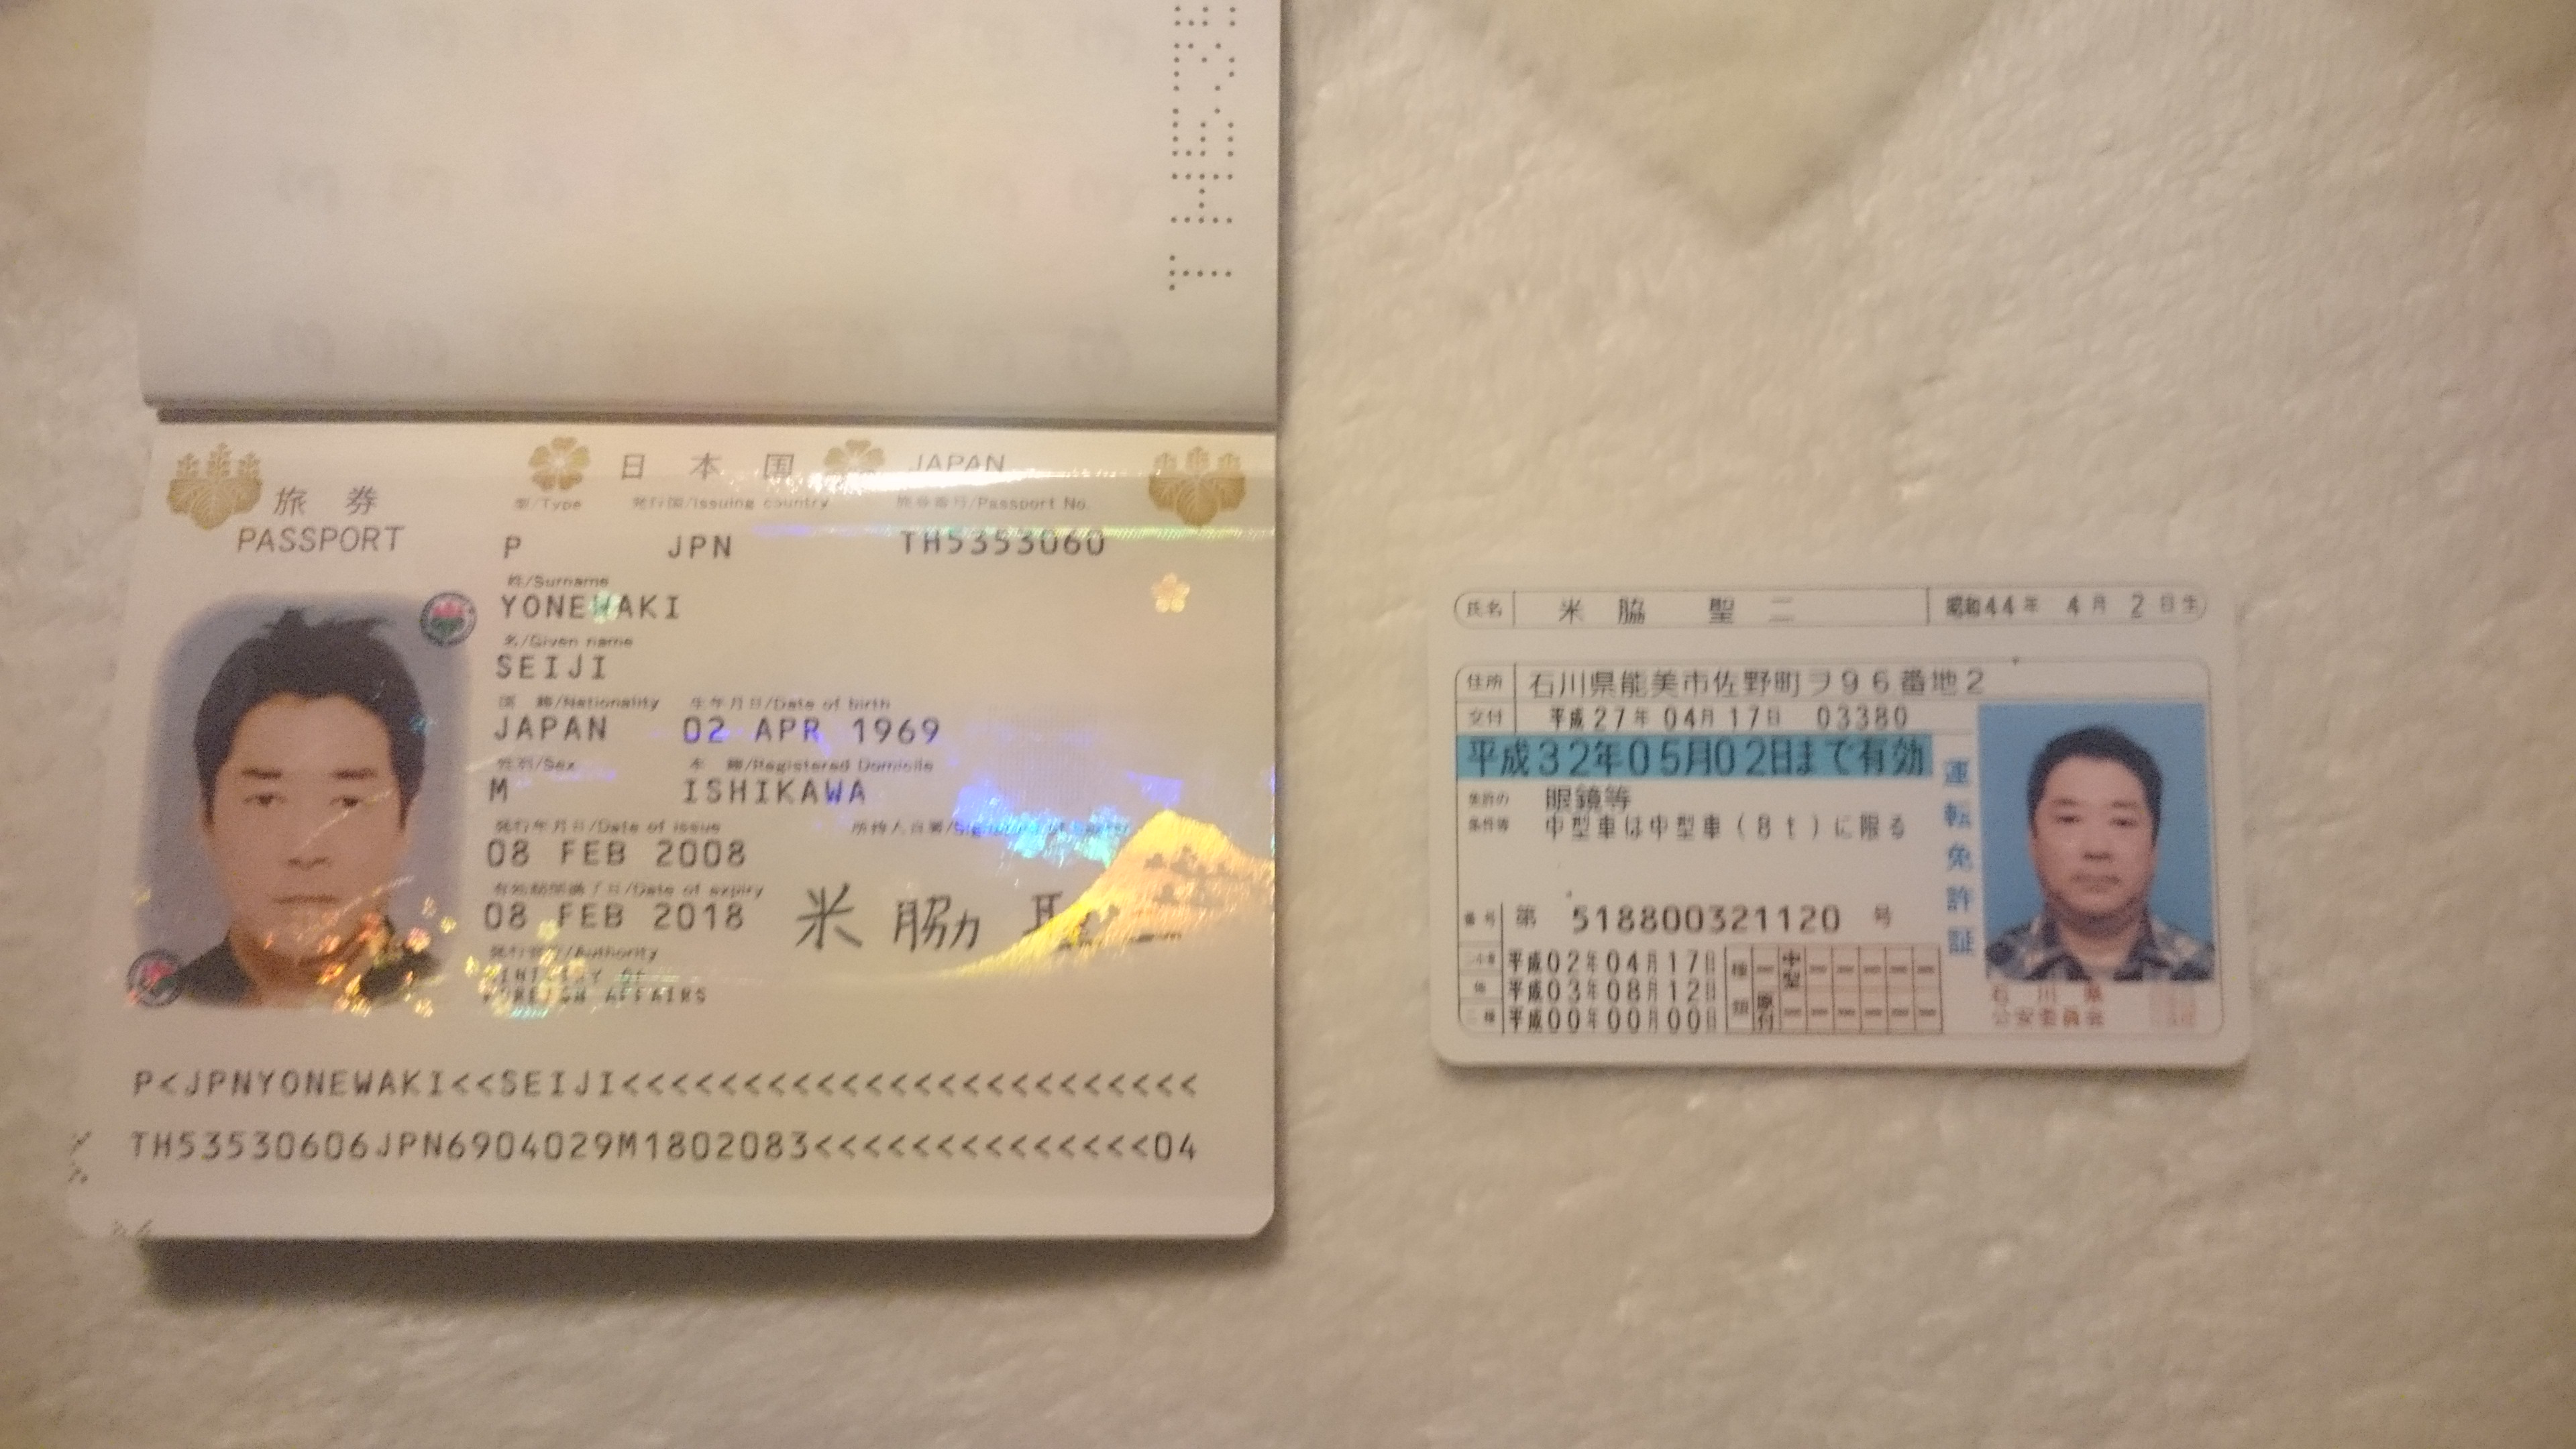 旅 券
PASSPORT
日 本 国 JAPAN
型/Type 発行国/Issuing country 旅券番号/Passport No.
P JPN TH5353060
姓/Surname
YONEWAKI
名/Given name
SEIJI
国 籍/Nationality 生年月日/Date of birth
JAPAN 02 APR 1969
性別/Sex 本 籍/Registered Domicile
M ISHIKAWA
発行年月日/Date of issue 所持人自署/
08 FEB 2008
有効期間満了日/Date of expiry
08 FEB 2018
米 脇
/Authority
MINISTRY OF
FOREIGN AFFAIRS
P<JPNYONEWAKI<<SEIJI<<<<<<<<<<<<<<<<<<<<<<<<
TH53530606JPN6904029M1802083<<<<<<<<<<<<<<04
氏名 米 脇 聖 二 昭和44年 4月 2日生
住所 石川県能美市佐野町ヲ96番地2
交付 平成27年04月17日 03380
平成32年05月02日まで有効
免許の
条件等
眼鏡等
中型車は中型車(8t)に限る
番号 第 518800321120 号
二・小・原 平成02年04月17日
他 平成03年08月12日
二種 平成00年00月00日
種類
中型
原付
運転免許証
石 川 県
公安委員会